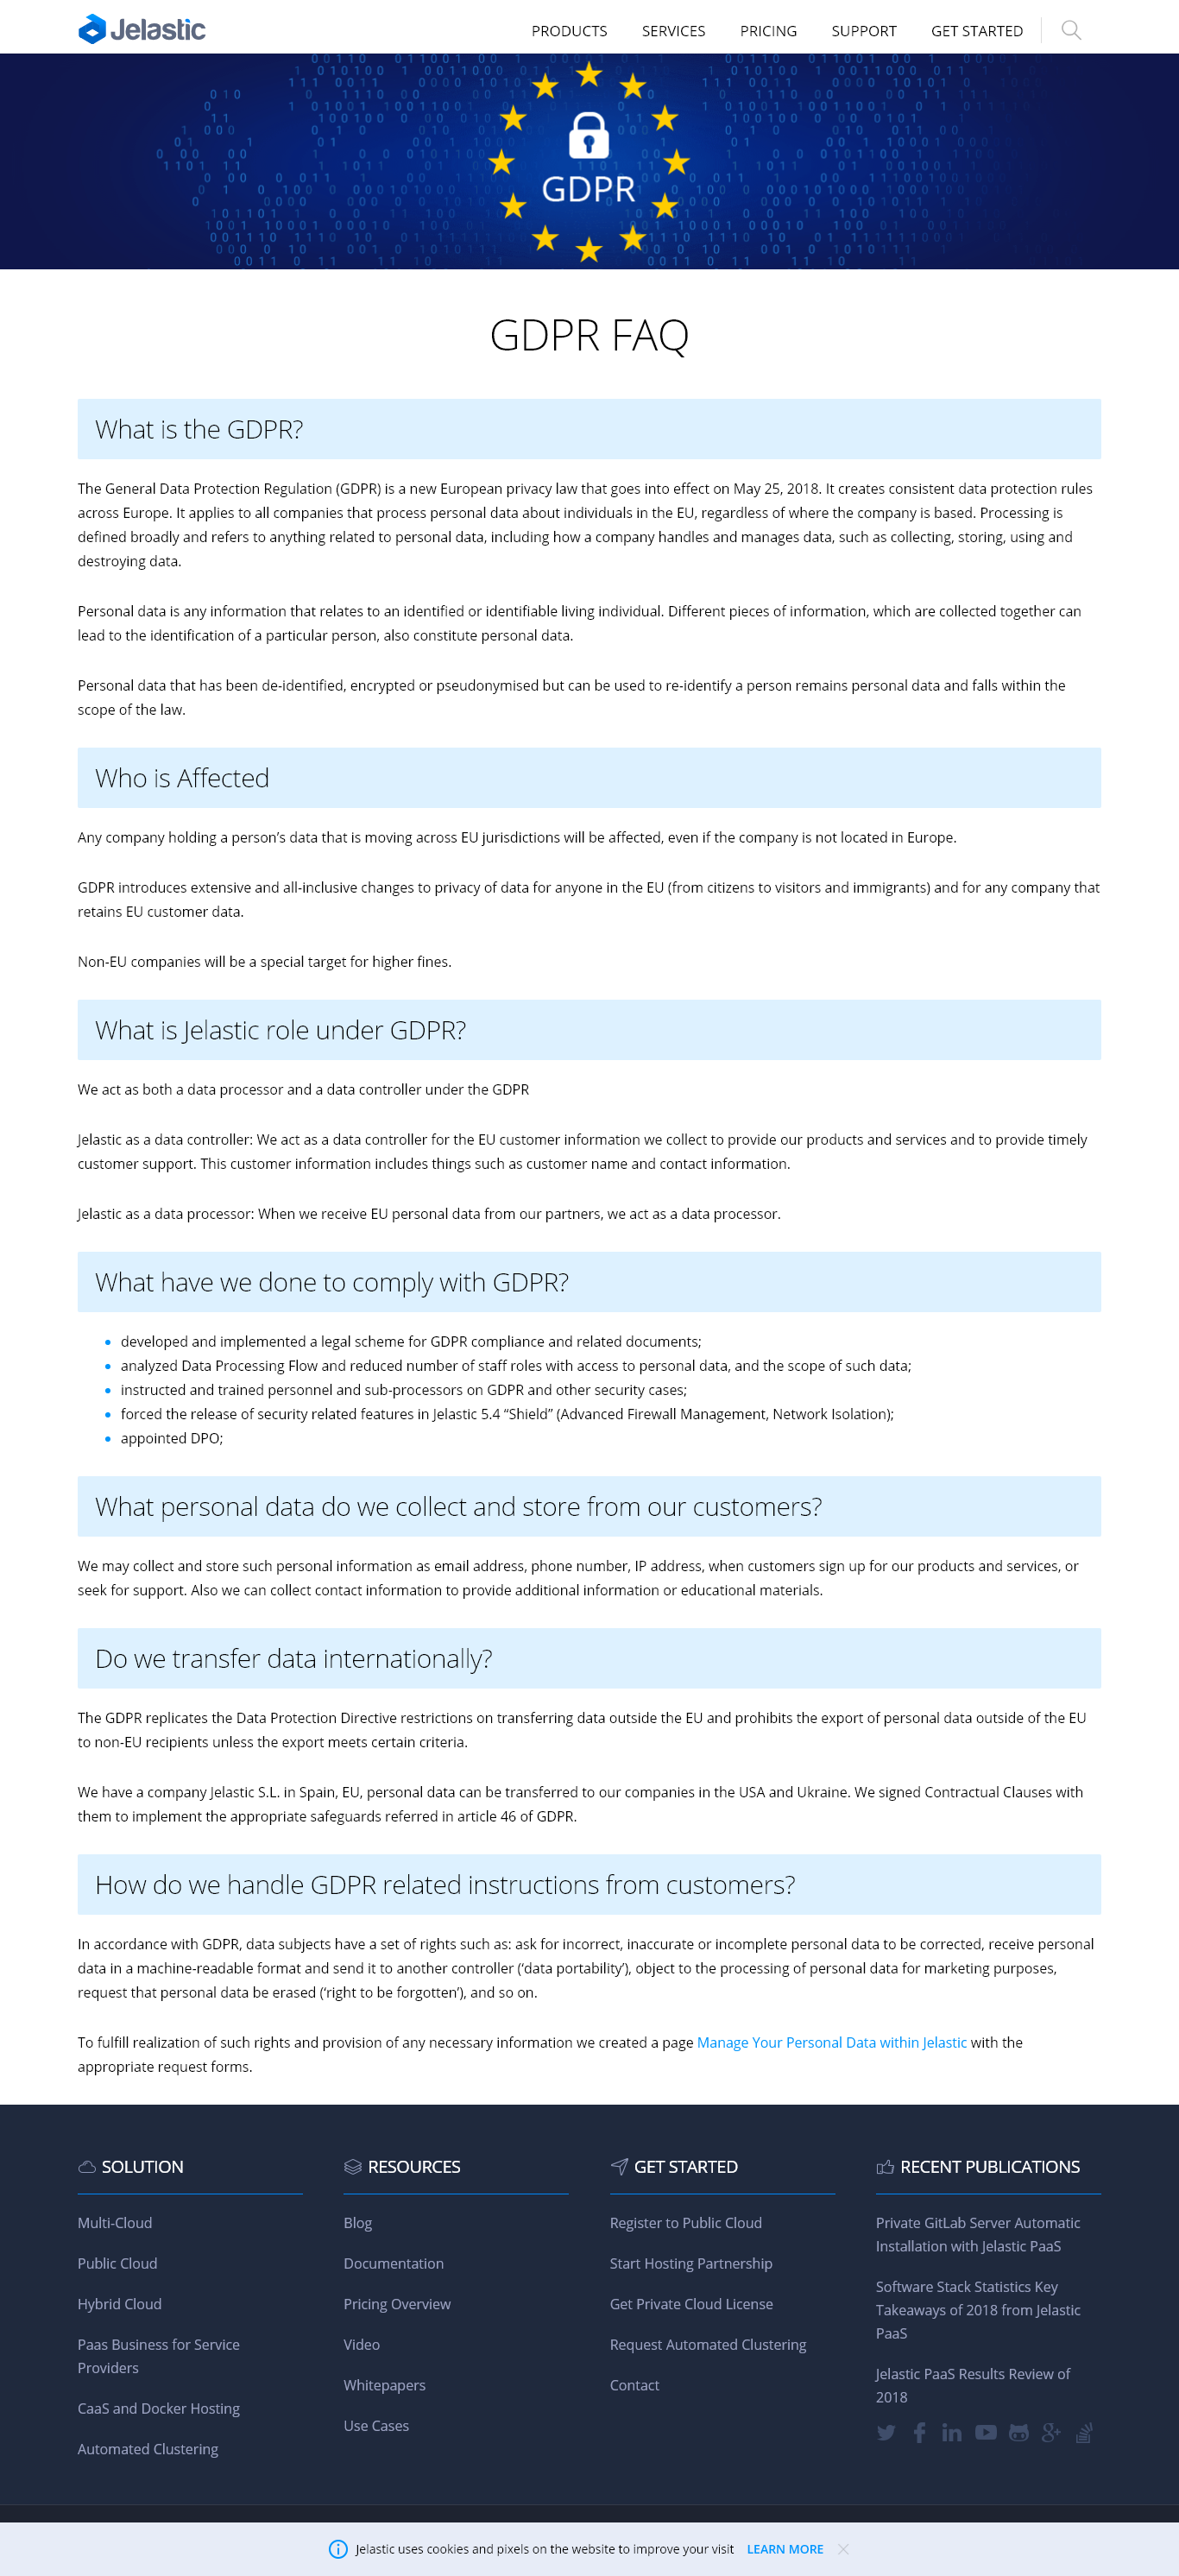 Jelastic
PRODUCTS SERVICES PRICING SUPPORT GET STARTED
GDPR
GDPR FAQ
What is the GDPR?
The General Data Protection Regulation (GDPR) is a new European privacy law that goes into effect on May 25, 2018. It creates consistent data protection rules
across Europe. It applies to all companies that process personal data about individuals in the EU, regardless of where the company is based. Processing is
defined broadly and refers to anything related to personal data, including how a company handles and manages data, such as collecting, storing, using and
destroying data.
Personal data is any information that relates to an identified or identifiable living individual. Different pieces of information, which are collected together can
lead to the identification of a particular person, also constitute personal data.
Personal data that has been de-identified, encrypted or pseudonymised but can be used to re-identify a person remains personal data and falls within the
scope of the law.
Who is Affected
Any company holding a person’s data that is moving across EU jurisdictions will be affected, even if the company is not located in Europe.
GDPR introduces extensive and all-inclusive changes to privacy of data for anyone in the EU (from citizens to visitors and immigrants) and for any company that
retains EU customer data.
Non-EU companies will be a special target for higher fines.
What is Jelastic role under GDPR?
We act as both a data processor and a data controller under the GDPR
Jelastic as a data controller: We act as a data controller for the EU customer information we collect to provide our products and services and to provide timely
customer support. This customer information includes things such as customer name and contact information.
Jelastic as a data processor: When we receive EU personal data from our partners, we act as a data processor.
What have we done to comply with GDPR?
developed and implemented a legal scheme for GDPR compliance and related documents;
analyzed Data Processing Flow and reduced number of staff roles with access to personal data, and the scope of such data;
instructed and trained personnel and sub-processors on GDPR and other security cases;
forced the release of security related features in Jelastic 5.4 “Shield” (Advanced Firewall Management, Network Isolation);
appointed DPO;
What personal data do we collect and store from our customers?
We may collect and store such personal information as email address, phone number, IP address, when customers sign up for our products and services, or
seek for support. Also we can collect contact information to provide additional information or educational materials.
Do we transfer data internationally?
The GDPR replicates the Data Protection Directive restrictions on transferring data outside the EU and prohibits the export of personal data outside of the EU
to non-EU recipients unless the export meets certain criteria.
We have a company Jelastic S.L. in Spain, EU, personal data can be transferred to our companies in the USA and Ukraine. We signed Contractual Clauses with
them to implement the appropriate safeguards referred in article 46 of GDPR.
How do we handle GDPR related instructions from customers?
In accordance with GDPR, data subjects have a set of rights such as: ask for incorrect, inaccurate or incomplete personal data to be corrected, receive personal
data in a machine-readable format and send it to another controller (‘data portability’), object to the processing of personal data for marketing purposes,
request that personal data be erased (‘right to be forgotten’), and so on.
To fulfill realization of such rights and provision of any necessary information we created a page Manage Your Personal Data within Jelastic with the
appropriate request forms.
SOLUTION
Multi-Cloud
Public Cloud
Hybrid Cloud
Paas Business for Service
Providers
CaaS and Docker Hosting
Automated Clustering
RESOURCES
Blog
Documentation
Pricing Overview
Video
Whitepapers
Use Cases
GET STARTED
Register to Public Cloud
Start Hosting Partnership
Get Private Cloud License
Request Automated Clustering
Contact
RECENT PUBLICATIONS
Private GitLab Server Automatic
Installation with Jelastic PaaS
Software Stack Statistics Key
Takeaways of 2018 from Jelastic
PaaS
Jelastic PaaS Results Review of
2018
Jelastic uses cookies and pixels on the website to improve your visit LEARN MORE